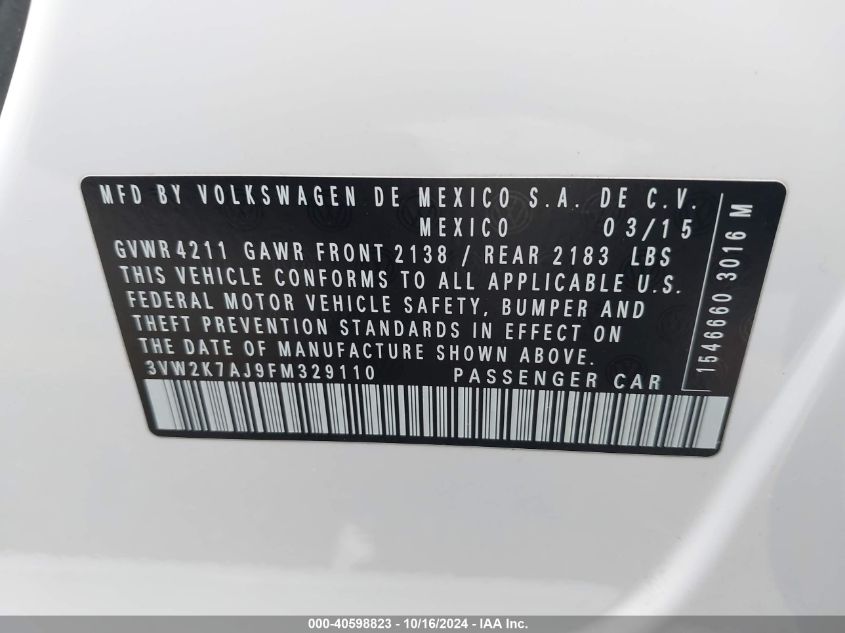 MFD BY VOLKSWAGEN DE MEXICO S.A. DE C.V.
MEXICO 03/15
GVWR 4211 GAWR FRONT 2138 / REAR 2183 LBS
THIS VEHICLE CONFORMS TO ALL APPLICABLE U.S.
FEDERAL MOTOR VEHICLE SAFETY, BUMPER AND
THEFT PREVENTION STANDARDS IN EFFECT ON
THE DATE OF MANUFACTURE SHOWN ABOVE.
3VW2K7AJ9FM329110 PASSENGER CAR
1546660 3016 M
000-40598823 - 10/16/2024 - IAA Inc.